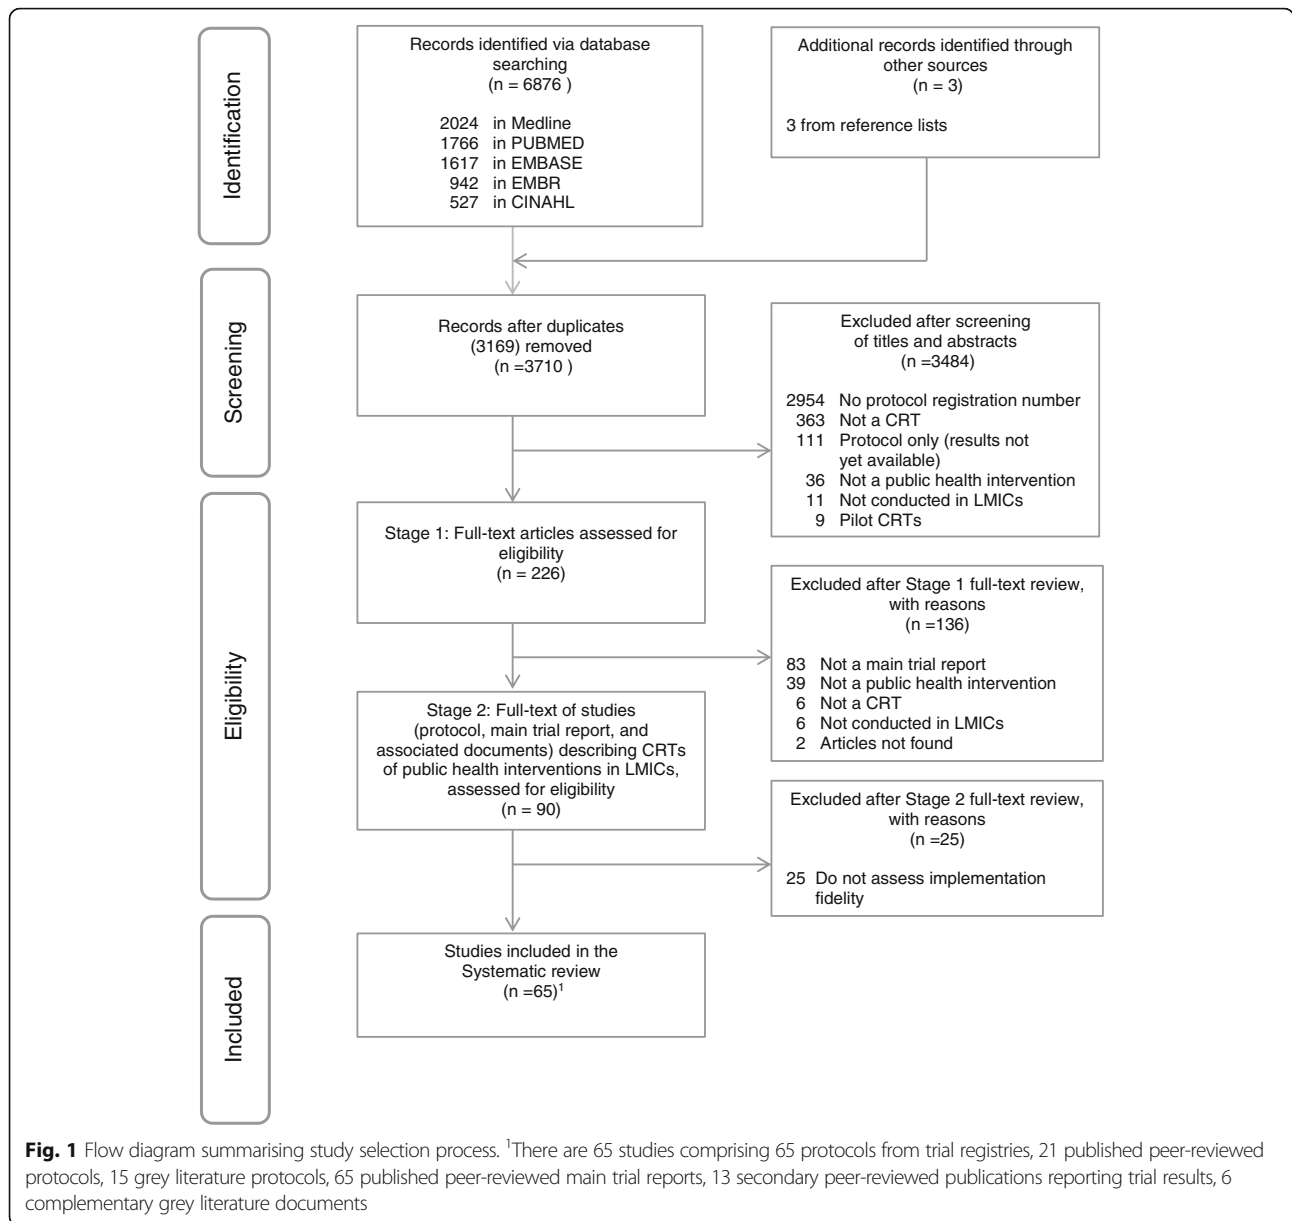 Identification
Records identified via database
searching
(n = 6876 )
2024 in Medline
1766 in PUBMED
1617 in EMBASE
942 in EMBR
527 in CINAHL
Additional records identified through
other sources
(n = 3)
3 from reference lists
Screening
Records after duplicates
(3169) removed
(n =3710 )
Excluded after screening
of titles and abstracts
(n =3484)
2954 No protocol registration number
363 Not a CRT
111 Protocol only (results not
yet available)
36 Not a public health intervention
11 Not conducted in LMICs
9 Pilot CRTs
Eligibility
Stage 1: Full-text articles assessed for
eligibility
(n = 226)
Excluded after Stage 1 full-text review,
with reasons
(n =136)
83 Not a main trial report
39 Not a public health intervention
6 Not a CRT
6 Not conducted in LMICs
2 Articles not found
Stage 2: Full-text of studies
(protocol, main trial report, and
associated documents) describing CRTs
of public health interventions in LMICs,
assessed for eligibility
(n = 90)
Excluded after Stage 2 full-text review,
with reasons
(n =25)
25 Do not assess implementation
fidelity
Included
Studies included in the
Systematic review
(n =65)1
Fig. 1 Flow diagram summarising study selection process. 1There are 65 studies comprising 65 protocols from trial registries, 21 published peer-reviewed
protocols, 15 grey literature protocols, 65 published peer-reviewed main trial reports, 13 secondary peer-reviewed publications reporting trial results, 6
complementary grey literature documents